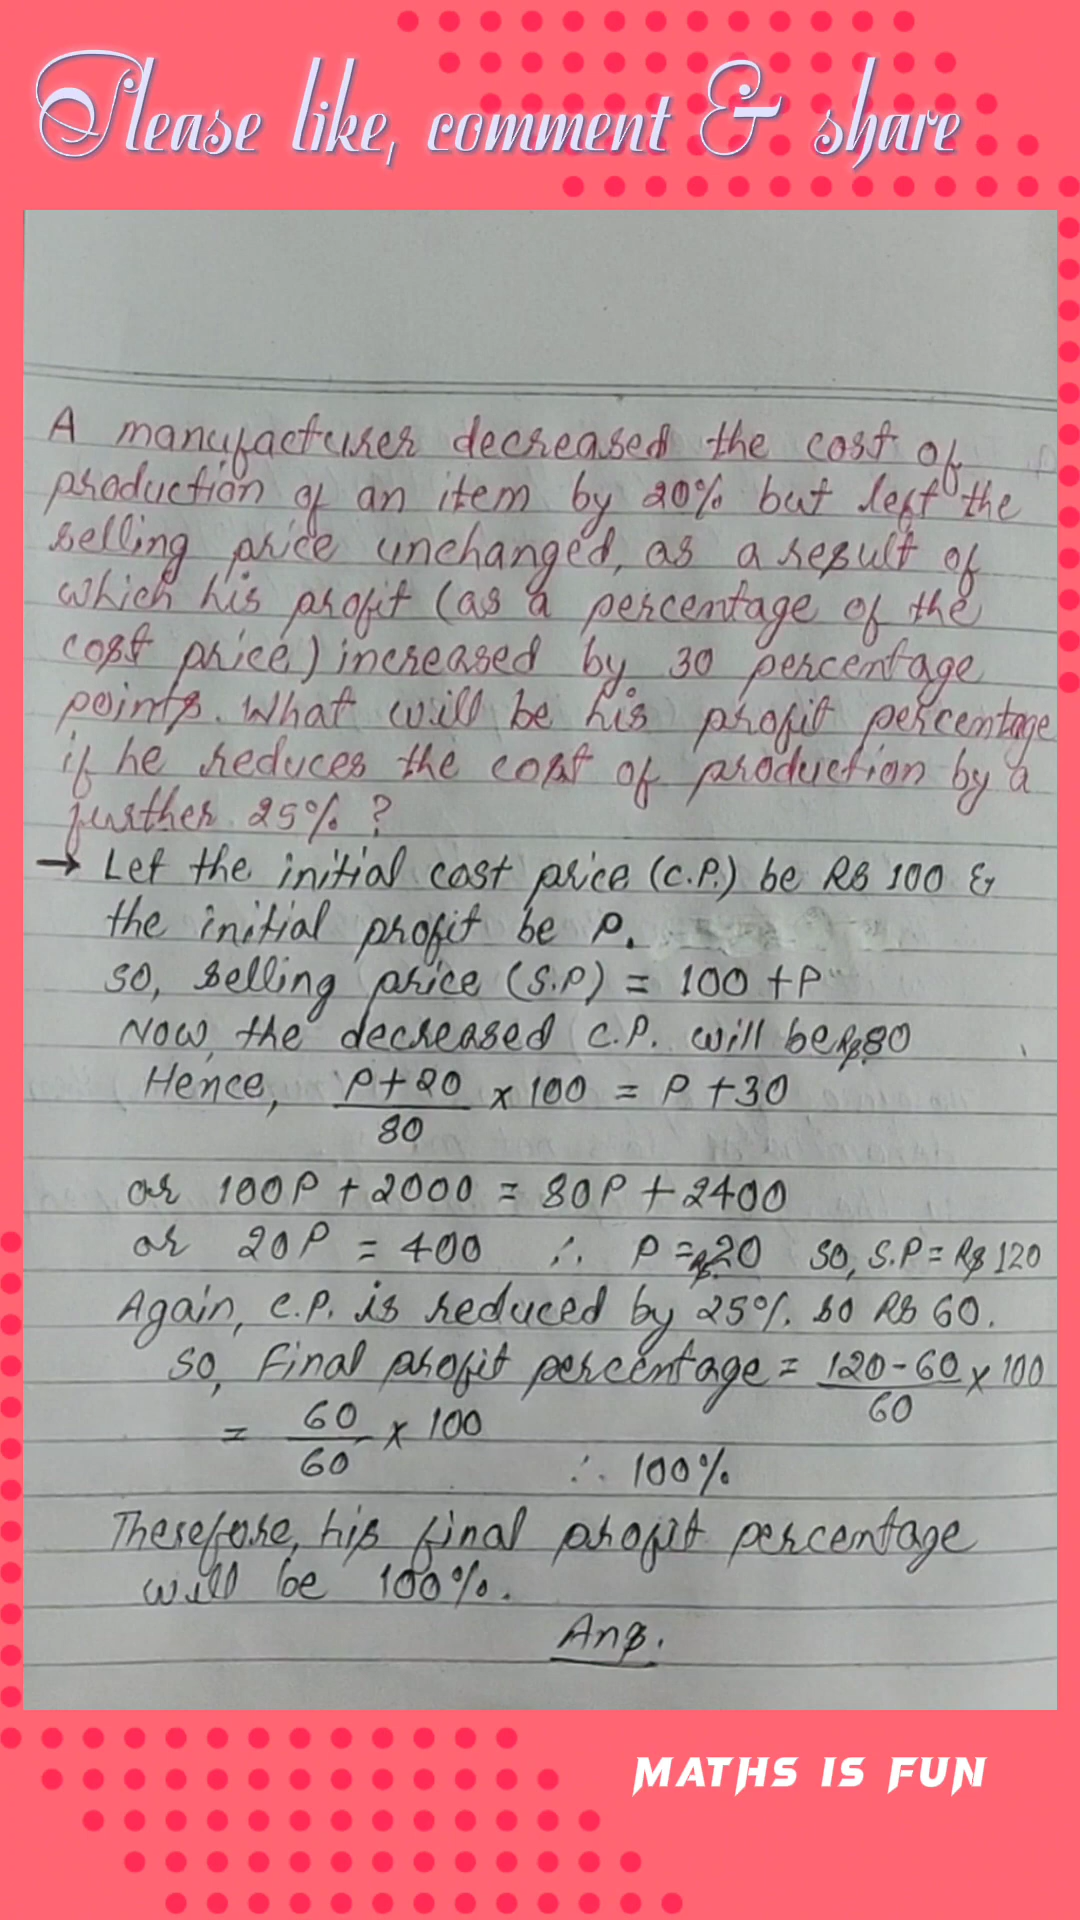 Please like, comment & share
A manufacturer decreased the cost of
production of an item by 20% but left the
selling price unchanged, as a result of
which his profit (as a percentage of the
cost price) increased by 30 percentage
points. What will be his profit percentage
if he reduces the cost of production by a
further 25% ?
→ Let the initial cost price (C.P.) be Rs 100 &
the initial profit be P.
So, selling price (S.P) = 100 + P
Now, the decreased C.P. will be Rs 80
Hence, P+20/80 × 100 = P + 30
or 100P + 2000 = 80P + 2400
or 20P = 400 ∴ P = Rs. 20 So, S.P = Rs 120
Again, C.P. is reduced by 25%. so Rs 60.
So, Final profit percentage = 120-60/60 × 100
= 60/60 × 100
∴ 100%
Therefore, his final profit percentage
will be 100%.
Ans.
MATHS IS FUN